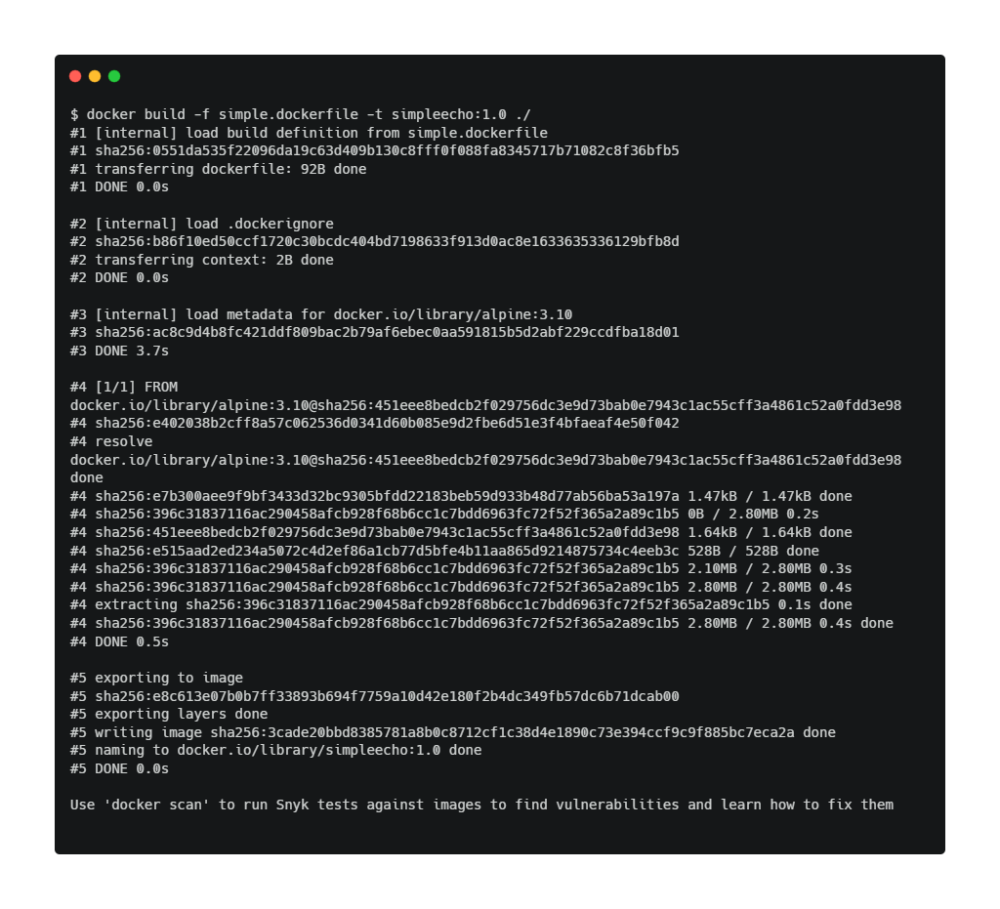 $ docker build -f simple.dockerfile -t simpleecho:1.0 ./
#1 [internal] load build definition from simple.dockerfile
#1 sha256:0551da535f22096da19c63d409b130c8fff0f088fa8345717b71082c8f36bfb5
#1 transferring dockerfile: 92B done
#1 DONE 0.0s

#2 [internal] load .dockerignore
#2 sha256:b86f10ed50ccf1720c30bcdc404bd7198633f913d0ac8e1633635336129bfb8d
#2 transferring context: 2B done
#2 DONE 0.0s

#3 [internal] load metadata for docker.io/library/alpine:3.10
#3 sha256:ac8c9d4b8fc421ddf809bac2b79af6ebec0aa591815b5d2abf229ccdfba18d01
#3 DONE 3.7s

#4 [1/1] FROM
docker.io/library/alpine:3.10@sha256:451eee8bedcb2f029756dc3e9d73bab0e7943c1ac55cff3a4861c52a0fdd3e98
#4 sha256:e402038b2cff8a57c062536d0341d60b085e9d2fbe6d51e3f4bfaeaf4e50f042
#4 resolve
docker.io/library/alpine:3.10@sha256:451eee8bedcb2f029756dc3e9d73bab0e7943c1ac55cff3a4861c52a0fdd3e98
done
#4 sha256:e7b300aee9f9bf3433d32bc9305bfdd22183beb59d933b48d77ab56ba53a197a 1.47kB / 1.47kB done
#4 sha256:396c31837116ac290458afcb928f68b6cc1c7bdd6963fc72f52f365a2a89c1b5 0B / 2.80MB 0.2s
#4 sha256:451eee8bedcb2f029756dc3e9d73bab0e7943c1ac55cff3a4861c52a0fdd3e98 1.64kB / 1.64kB done
#4 sha256:e515aad2ed234a5072c4d2ef86a1cb77d5bfe4b11aa865d9214875734c4eeb3c 528B / 528B done
#4 sha256:396c31837116ac290458afcb928f68b6cc1c7bdd6963fc72f52f365a2a89c1b5 2.10MB / 2.80MB 0.3s
#4 sha256:396c31837116ac290458afcb928f68b6cc1c7bdd6963fc72f52f365a2a89c1b5 2.80MB / 2.80MB 0.4s
#4 extracting sha256:396c31837116ac290458afcb928f68b6cc1c7bdd6963fc72f52f365a2a89c1b5 0.1s done
#4 sha256:396c31837116ac290458afcb928f68b6cc1c7bdd6963fc72f52f365a2a89c1b5 2.80MB / 2.80MB 0.4s done
#4 DONE 0.5s

#5 exporting to image
#5 sha256:e8c613e07b0b7ff33893b694f7759a10d42e180f2b4dc349fb57dc6b71dcab00
#5 exporting layers done
#5 writing image sha256:3cade20bbd8385781a8b0c8712cf1c38d4e1890c73e394ccf9c9f885bc7eca2a done
#5 naming to docker.io/library/simpleecho:1.0 done
#5 DONE 0.0s

Use 'docker scan' to run Snyk tests against images to find vulnerabilities and learn how to fix them